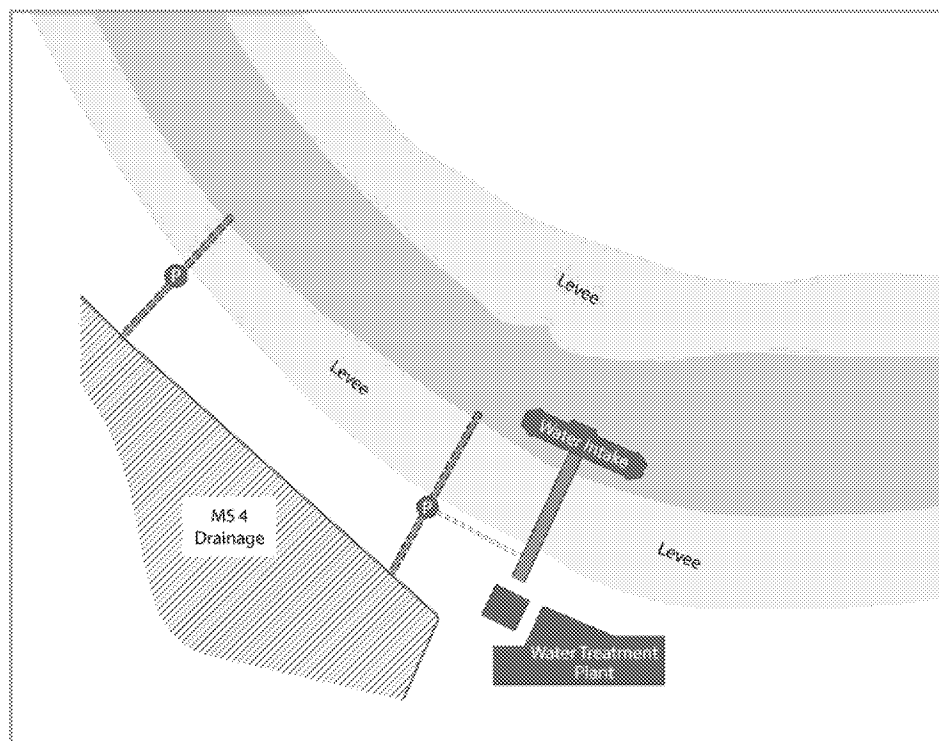 Levee
P
Levee
Water Intake
P
MS 4
Drainage
Levee
Water Treatment
Plant